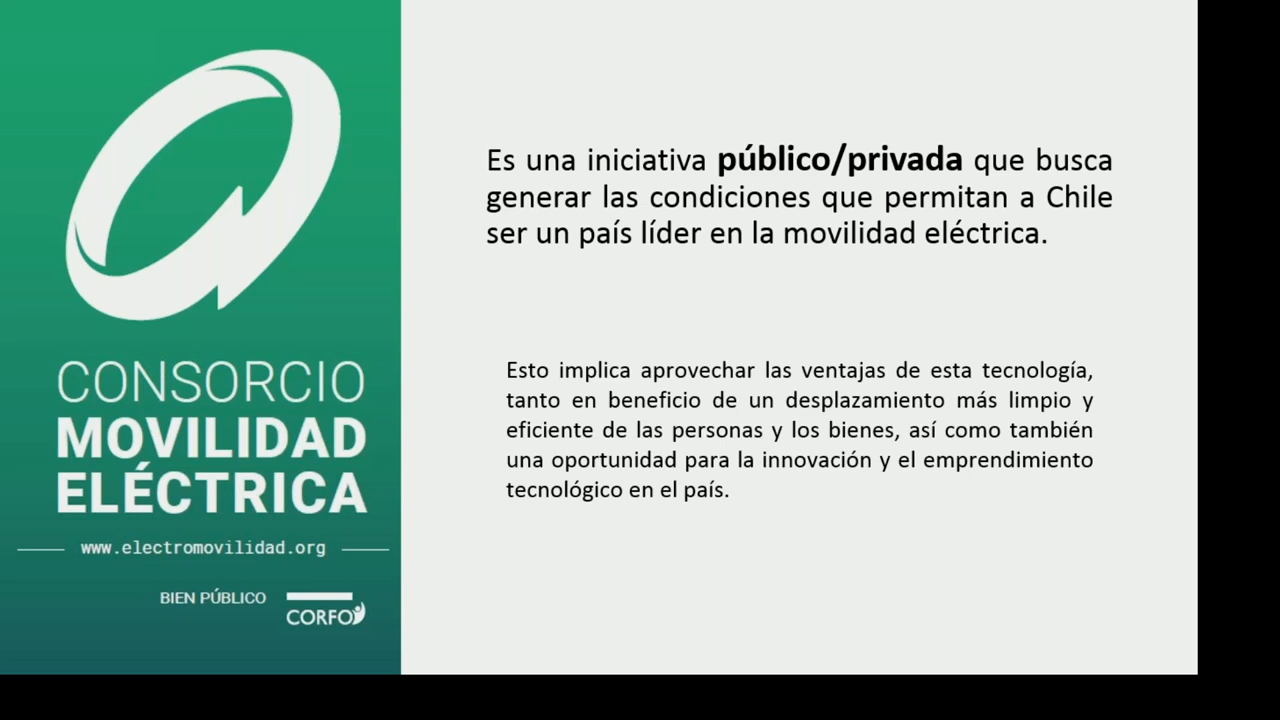 CONSORCIO
MOVILIDAD
ELÉCTRICA
www.electromovilidad.org
BIEN PÚBLICO
CORFO
Es una iniciativa público/privada que busca
generar las condiciones que permitan a Chile
ser un país líder en la movilidad eléctrica.
Esto implica aprovechar las ventajas de esta tecnología,
tanto en beneficio de un desplazamiento más limpio y
eficiente de las personas y los bienes, así como también
una oportunidad para la innovación y el emprendimiento
tecnológico en el país.